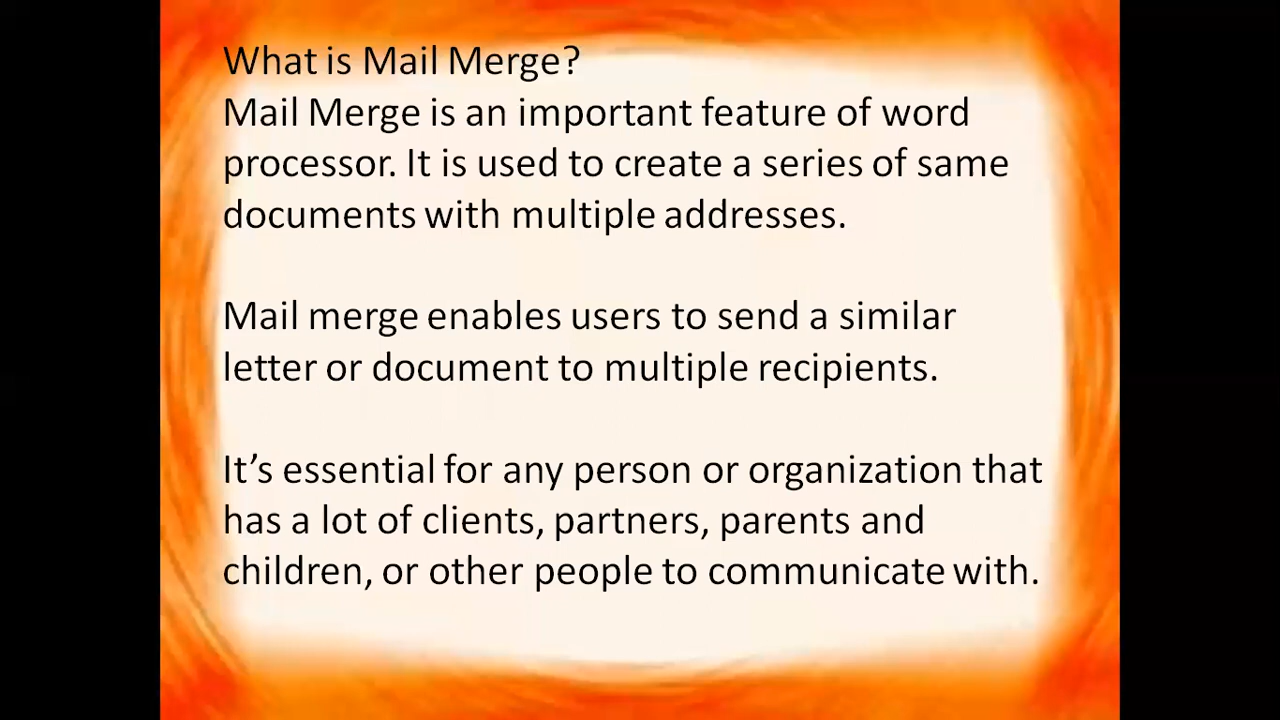 What is Mail Merge?
Mail Merge is an important feature of word
processor. It is used to create a series of same
documents with multiple addresses.
Mail merge enables users to send a similar
letter or document to multiple recipients.
It’s essential for any person or organization that
has a lot of clients, partners, parents and
children, or other people to communicate with.